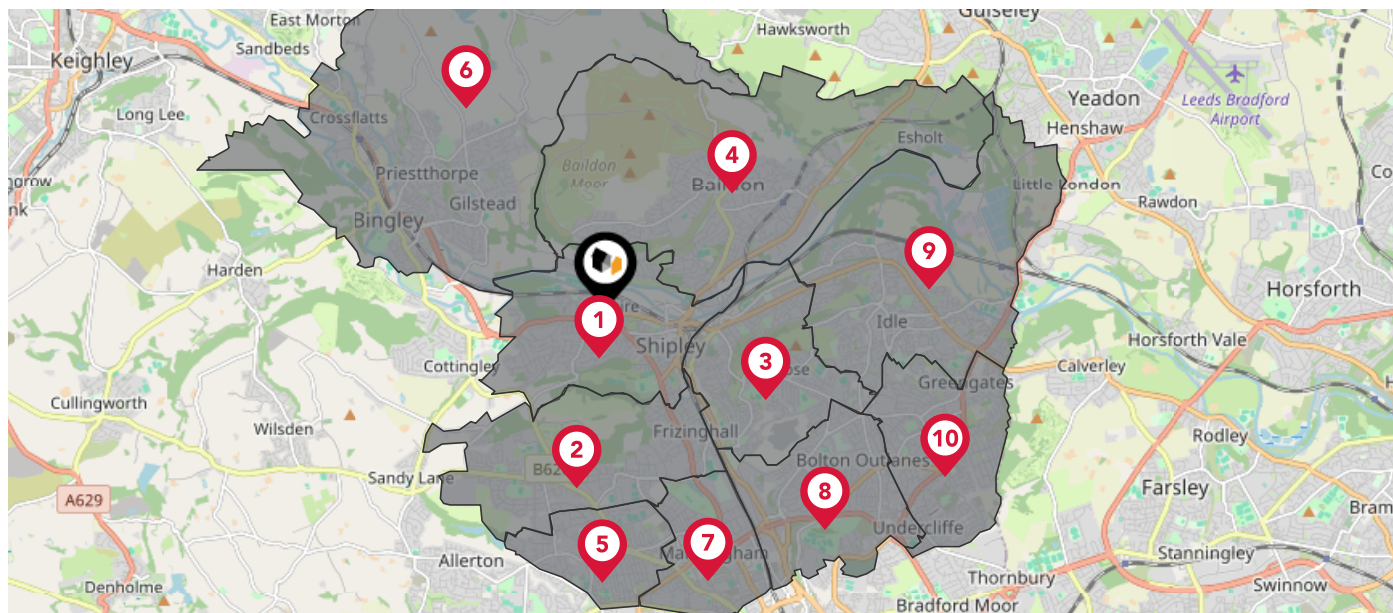 East Morton
Guiseley
Hawksworth
Sandbeds
Keighley
6
Yeadon
Leeds Bradford
Airport
Long Lee
Crossflatts
Henshaw
Esholt
4
Baildon
Moor
Priestthorpe
Baildon
Little London
Gilstead
Rawdon
Bingley
9
Harden
Horsforth
1
Idle
Shipley
Horsforth Vale
3
Cottingley
Calverley
Greengates
Cullingworth
Wilsden
Frizinghall
10
Rodley
2
Bolton Outlanes
Sandy Lane
Farsley
8
A629
Undercliffe
5
7
Allerton
Stanningley
Thornbury
Denholme
Swinnow
Bradford Moor